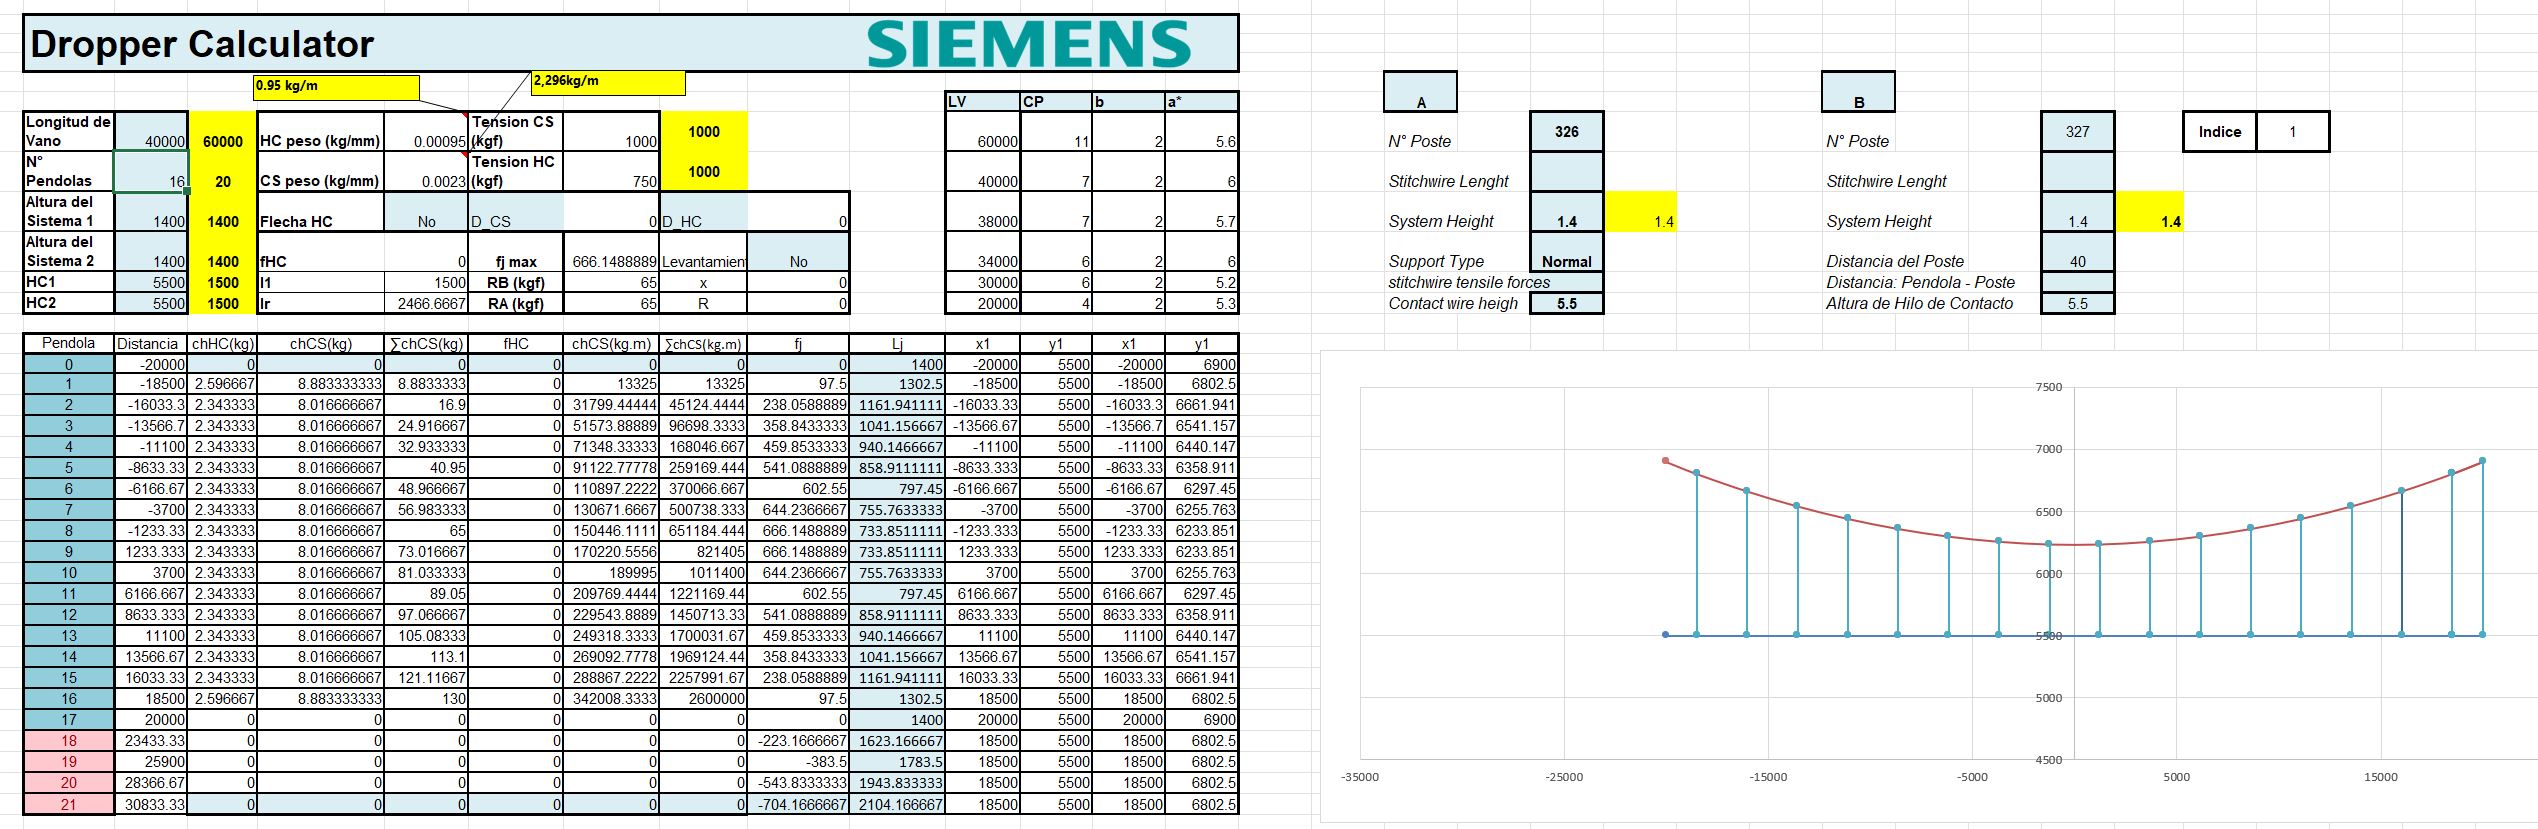 Dropper Calculator SIEMENS
0.95 kg/m 2,296kg/m
A B
LV CP b a*
Longitud de Vano 40000 60000 HC peso (kg/mm) 0.00095 Tension CS (kgf) 1000 1000 60000 11 2 5.6 N° Poste 326 N° Poste 327 Indice 1
N° Pendolas 16 20 CS peso (kg/mm) 0.0023 Tension HC (kgf) 750 1000 40000 7 2 6 Stitchwire Lenght Stitchwire Lenght
Altura del Sistema 1 1400 1400 Flecha HC No D_CS 0 D_HC 0 38000 7 2 5.7 System Height 1.4 1.4 System Height 1.4 1.4
Altura del Sistema 2 1400 1400 fHC 0 fj max 666.1488889 Levantamien No 34000 6 2 6 Support Type Normal Distancia del Poste 40
HC1 5500 1500 l1 1500 RB (kgf) 65 x 0 30000 6 2 5.2 stitchwire tensile forces Distancia: Pendola - Poste
HC2 5500 1500 lr 2466.6667 RA (kgf) 65 R 0 20000 4 2 5.3 Contact wire heigh 5.5 Altura de Hilo de Contacto 5.5
Pendola Distancia chHC(kg) chCS(kg) ∑chCS(kg) fHC chCS(kg.m) ∑chCS(kg.m) fj Lj x1 y1 x1 y1
0 -20000 0 0 0 0 0 0 0 1400 -20000 5500 -20000 6900
1 -18500 2.596667 8.883333333 8.8833333 0 13325 13325 97.5 1302.5 -18500 5500 -18500 6802.5
2 -16033.3 2.343333 8.016666667 16.9 0 31799.44444 45124.4444 238.0588889 1161.941111 -16033.33 5500 -16033.3 6661.941
3 -13566.7 2.343333 8.016666667 24.916667 0 51573.88889 96698.3333 358.8433333 1041.156667 -13566.67 5500 -13566.7 6541.157
4 -11100 2.343333 8.016666667 32.933333 0 71348.33333 168046.667 459.8533333 940.1466667 -11100 5500 -11100 6440.147
5 -8633.33 2.343333 8.016666667 40.95 0 91122.77778 259169.444 541.0888889 858.9111111 -8633.333 5500 -8633.33 6358.911
6 -6166.67 2.343333 8.016666667 48.966667 0 110897.2222 370066.667 602.55 797.45 -6166.667 5500 -6166.67 6297.45
7 -3700 2.343333 8.016666667 56.983333 0 130671.6667 500738.333 644.2366667 755.7633333 -3700 5500 -3700 6255.763
8 -1233.33 2.343333 8.016666667 65 0 150446.1111 651184.444 666.1488889 733.8511111 -1233.333 5500 -1233.33 6233.851
9 1233.333 2.343333 8.016666667 73.016667 0 170220.5556 821405 666.1488889 733.8511111 1233.333 5500 1233.333 6233.851
10 3700 2.343333 8.016666667 81.033333 0 189995 1011400 644.2366667 755.7633333 3700 5500 3700 6255.763
11 6166.667 2.343333 8.016666667 89.05 0 209769.4444 1221169.44 602.55 797.45 6166.667 5500 6166.667 6297.45
12 8633.333 2.343333 8.016666667 97.066667 0 229543.8889 1450713.33 541.0888889 858.9111111 8633.333 5500 8633.333 6358.911
13 11100 2.343333 8.016666667 105.08333 0 249318.3333 1700031.67 459.8533333 940.1466667 11100 5500 11100 6440.147
14 13566.67 2.343333 8.016666667 113.1 0 269092.7778 1969124.44 358.8433333 1041.156667 13566.67 5500 13566.67 6541.157
15 16033.33 2.343333 8.016666667 121.11667 0 288867.2222 2257991.67 238.0588889 1161.941111 16033.33 5500 16033.33 6661.941
16 18500 2.596667 8.883333333 130 0 342008.3333 2600000 97.5 1302.5 18500 5500 18500 6802.5
17 20000 0 0 0 0 0 0 0 1400 20000 5500 20000 6900
18 23433.33 0 0 0 0 0 0 -223.1666667 1623.166667 18500 5500 18500 6802.5
19 25900 0 0 0 0 0 0 -383.5 1783.5 18500 5500 18500 6802.5
20 28366.67 0 0 0 0 0 0 -543.8333333 1943.833333 18500 5500 18500 6802.5
21 30833.33 0 0 0 0 0 0 -704.1666667 2104.166667 18500 5500 18500 6802.5
7500
7000
6500
6000
5500
5000
4500
-35000 -25000 -15000 -5000 5000 15000